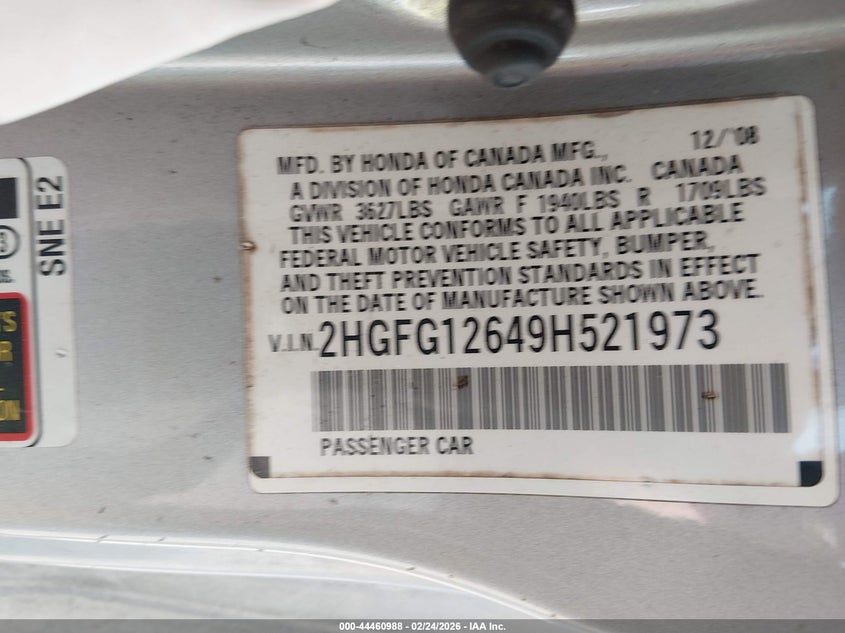 12/'08
MFD. BY HONDA OF CANADA MFG.,
A DIVISION OF HONDA CANADA INC. CANADA
GVWR 3627LBS GAWR F 1940LBS R 1709LBS
THIS VEHICLE CONFORMS TO ALL APPLICABLE
FEDERAL MOTOR VEHICLE SAFETY, BUMPER,
AND THEFT PREVENTION STANDARDS IN EFFECT
ON THE DATE OF MANUFACTURE SHOWN ABOVE.
V.I.N. 2HGFG12649H521973
PASSENGER CAR
SNE E2
000-44460988 - 02/24/2026 - IAA Inc.